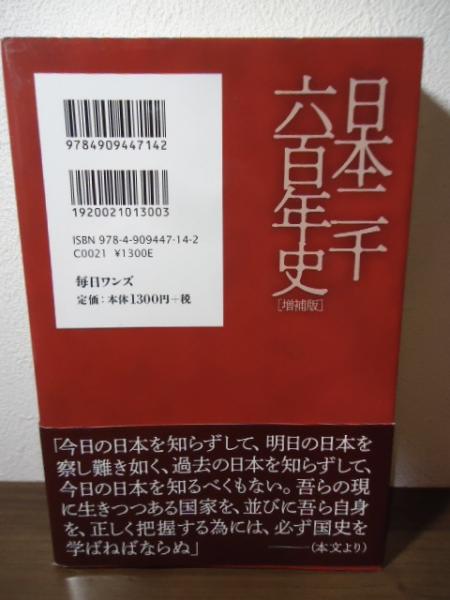 日本二千
六百年史
[増補版]
9784909447142
1920021013003
ISBN 978-4-909447-14-2
C0021 ¥1300E
毎日ワンズ
定価：本体1300円+税
「今日の日本を知らずして、明日の日本を
察し難き如く、過去の日本を知らずして、
今日の日本を知るべくもない。吾らの現
に生きつつある国家を、並びに吾ら自身
を、正しく把握する為には、必ず国史を
学ばねばならぬ」 ――（本文より）